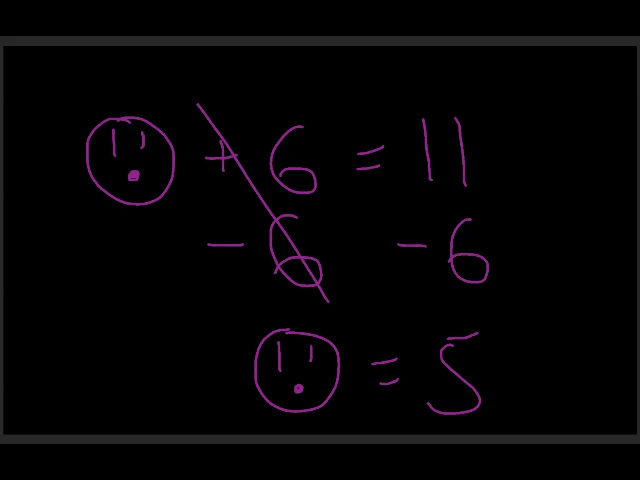 + 6 = 11
- 6 - 6
= 5